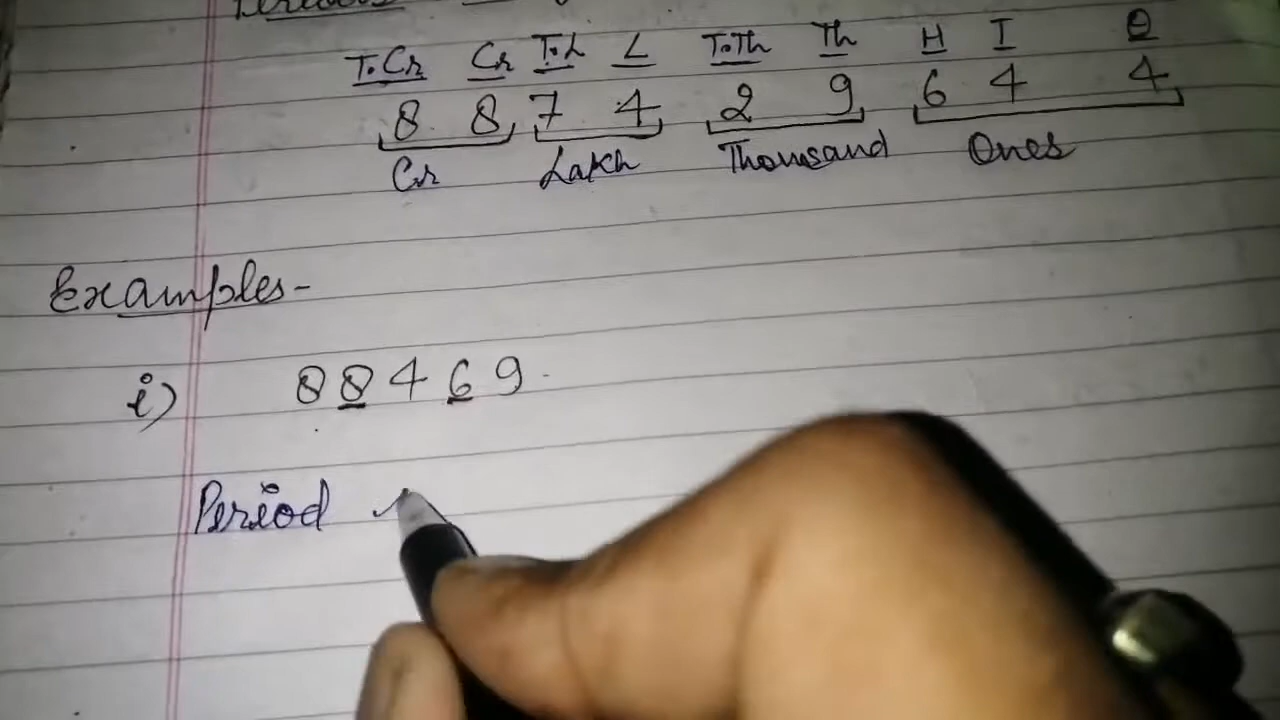 T.Cr Cr T.L L T.Th Th H T O
8 8 7 4 2 9 6 4 4
Cr Lakh Thousand Ones
Examples-
i) 88469
Period